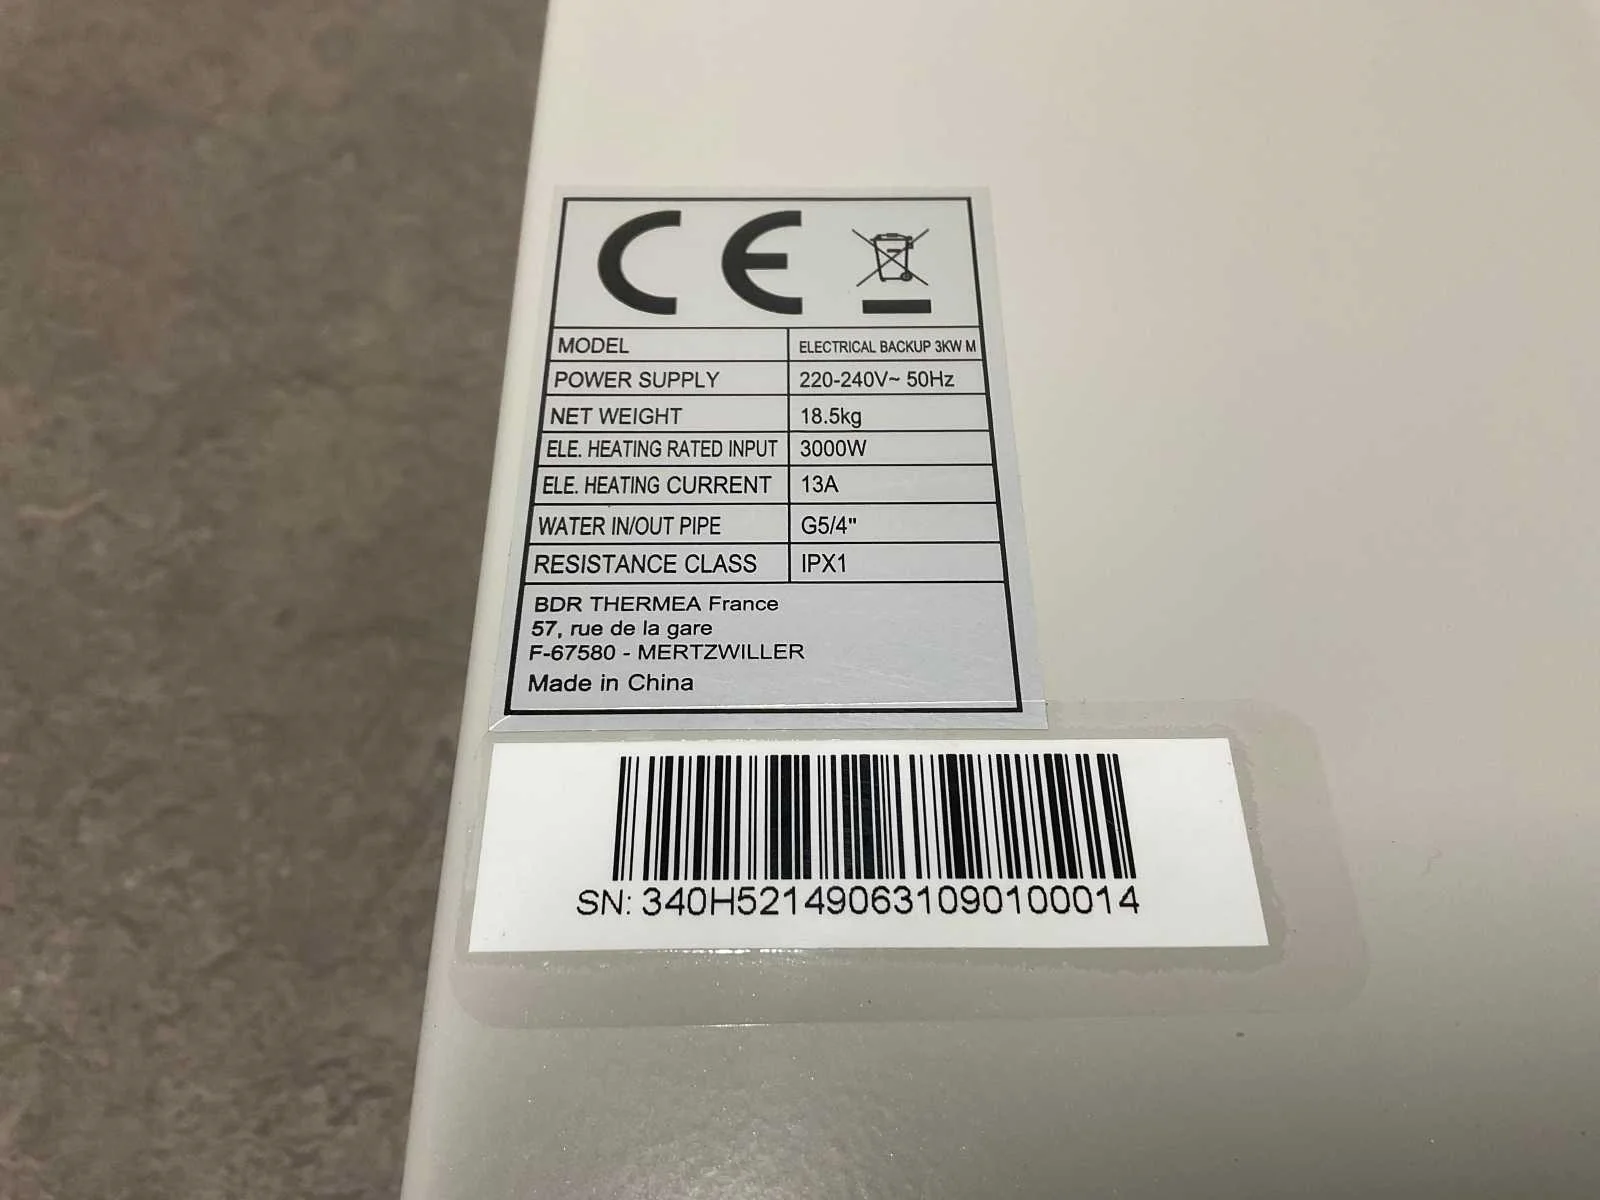 CE
MODEL ELECTRICAL BACKUP 3KW M
POWER SUPPLY 220-240V~ 50Hz
NET WEIGHT 18.5kg
ELE. HEATING RATED INPUT 3000W
ELE. HEATING CURRENT 13A
WATER IN/OUT PIPE G5/4"
RESISTANCE CLASS IPX1
BDR THERMEA France
57, rue de la gare
F-67580 - MERTZWILLER
Made in China
SN: 340H521490631090100014